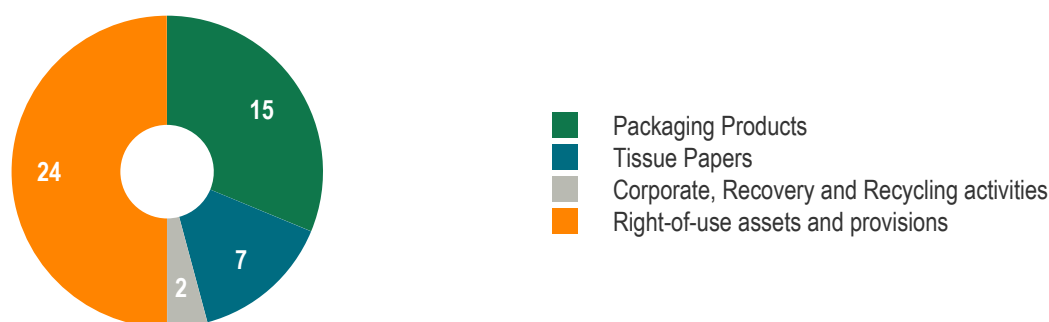 15
24
7
2
Packaging Products
Tissue Papers
Corporate, Recovery and Recycling activities
Right-of-use assets and provisions